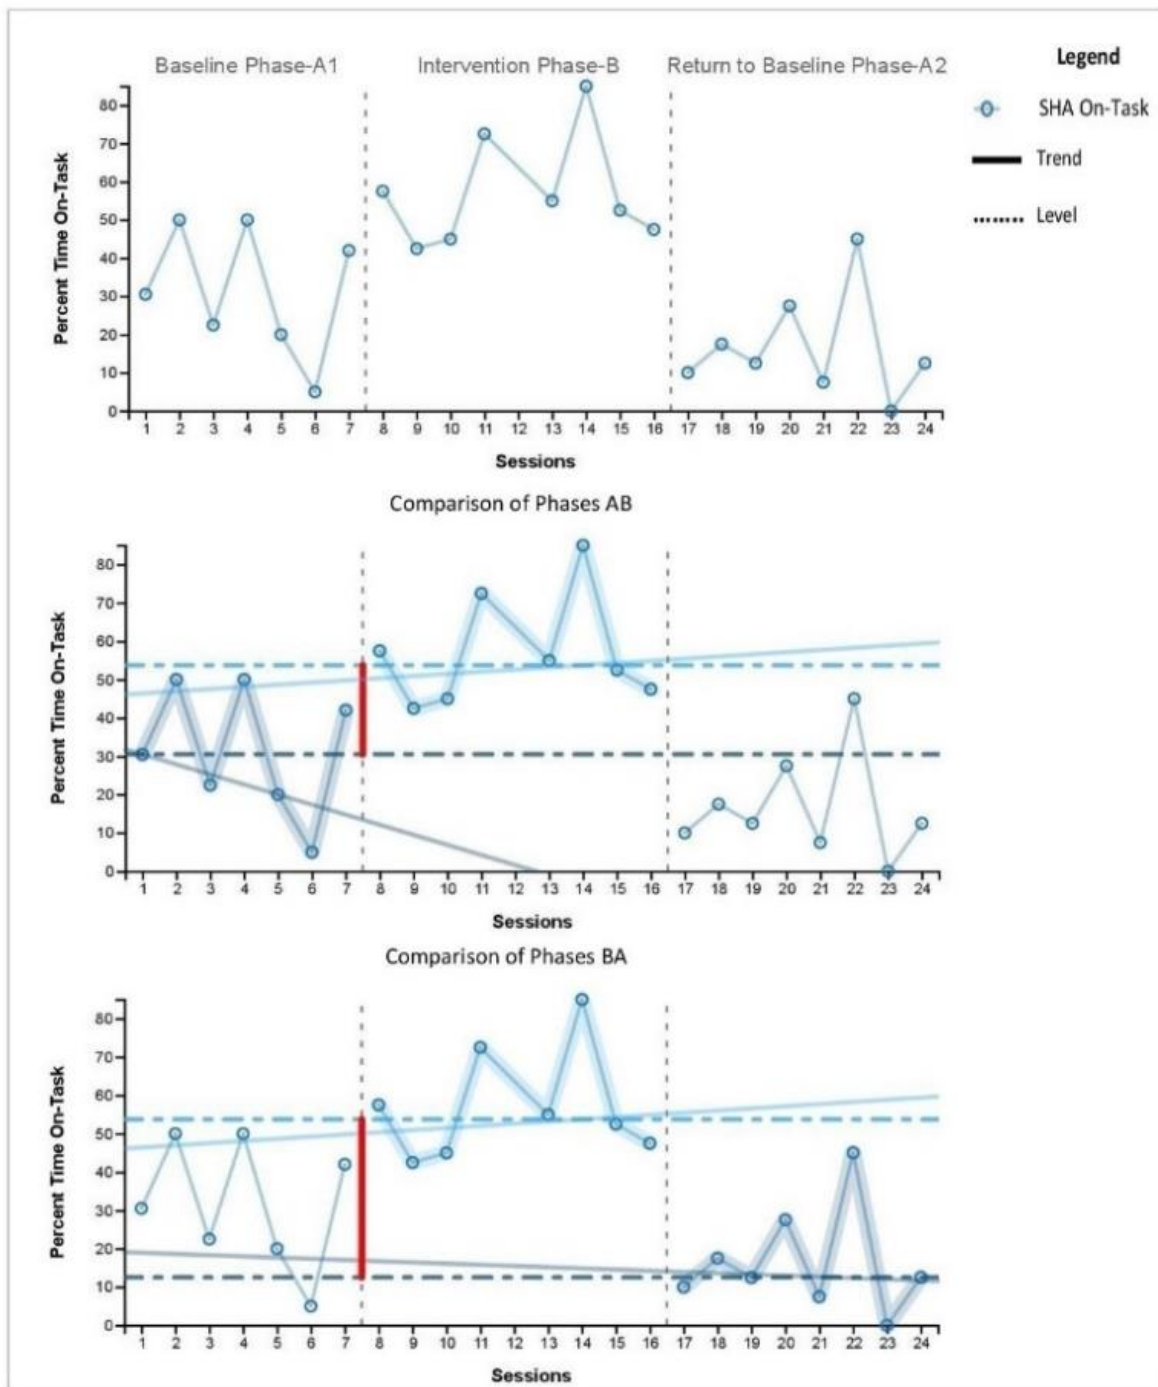 Baseline Phase-A1 Intervention Phase-B Return to Baseline Phase-A2
Legend
SHA On-Task
Trend
Level
Percent Time On-Task
80
70
60
50
40
30
20
10
0
1 2 3 4 5 6 7 8 9 10 11 12 13 14 15 16 17 18 19 20 21 22 23 24
Sessions
Comparison of Phases AB
Percent Time On-Task
80
70
60
50
40
30
20
10
0
1 2 3 4 5 6 7 8 9 10 11 12 13 14 15 16 17 18 19 20 21 22 23 24
Sessions
Comparison of Phases BA
Percent Time On-Task
80
70
60
50
40
30
20
10
0
1 2 3 4 5 6 7 8 9 10 11 12 13 14 15 16 17 18 19 20 21 22 23 24
Sessions